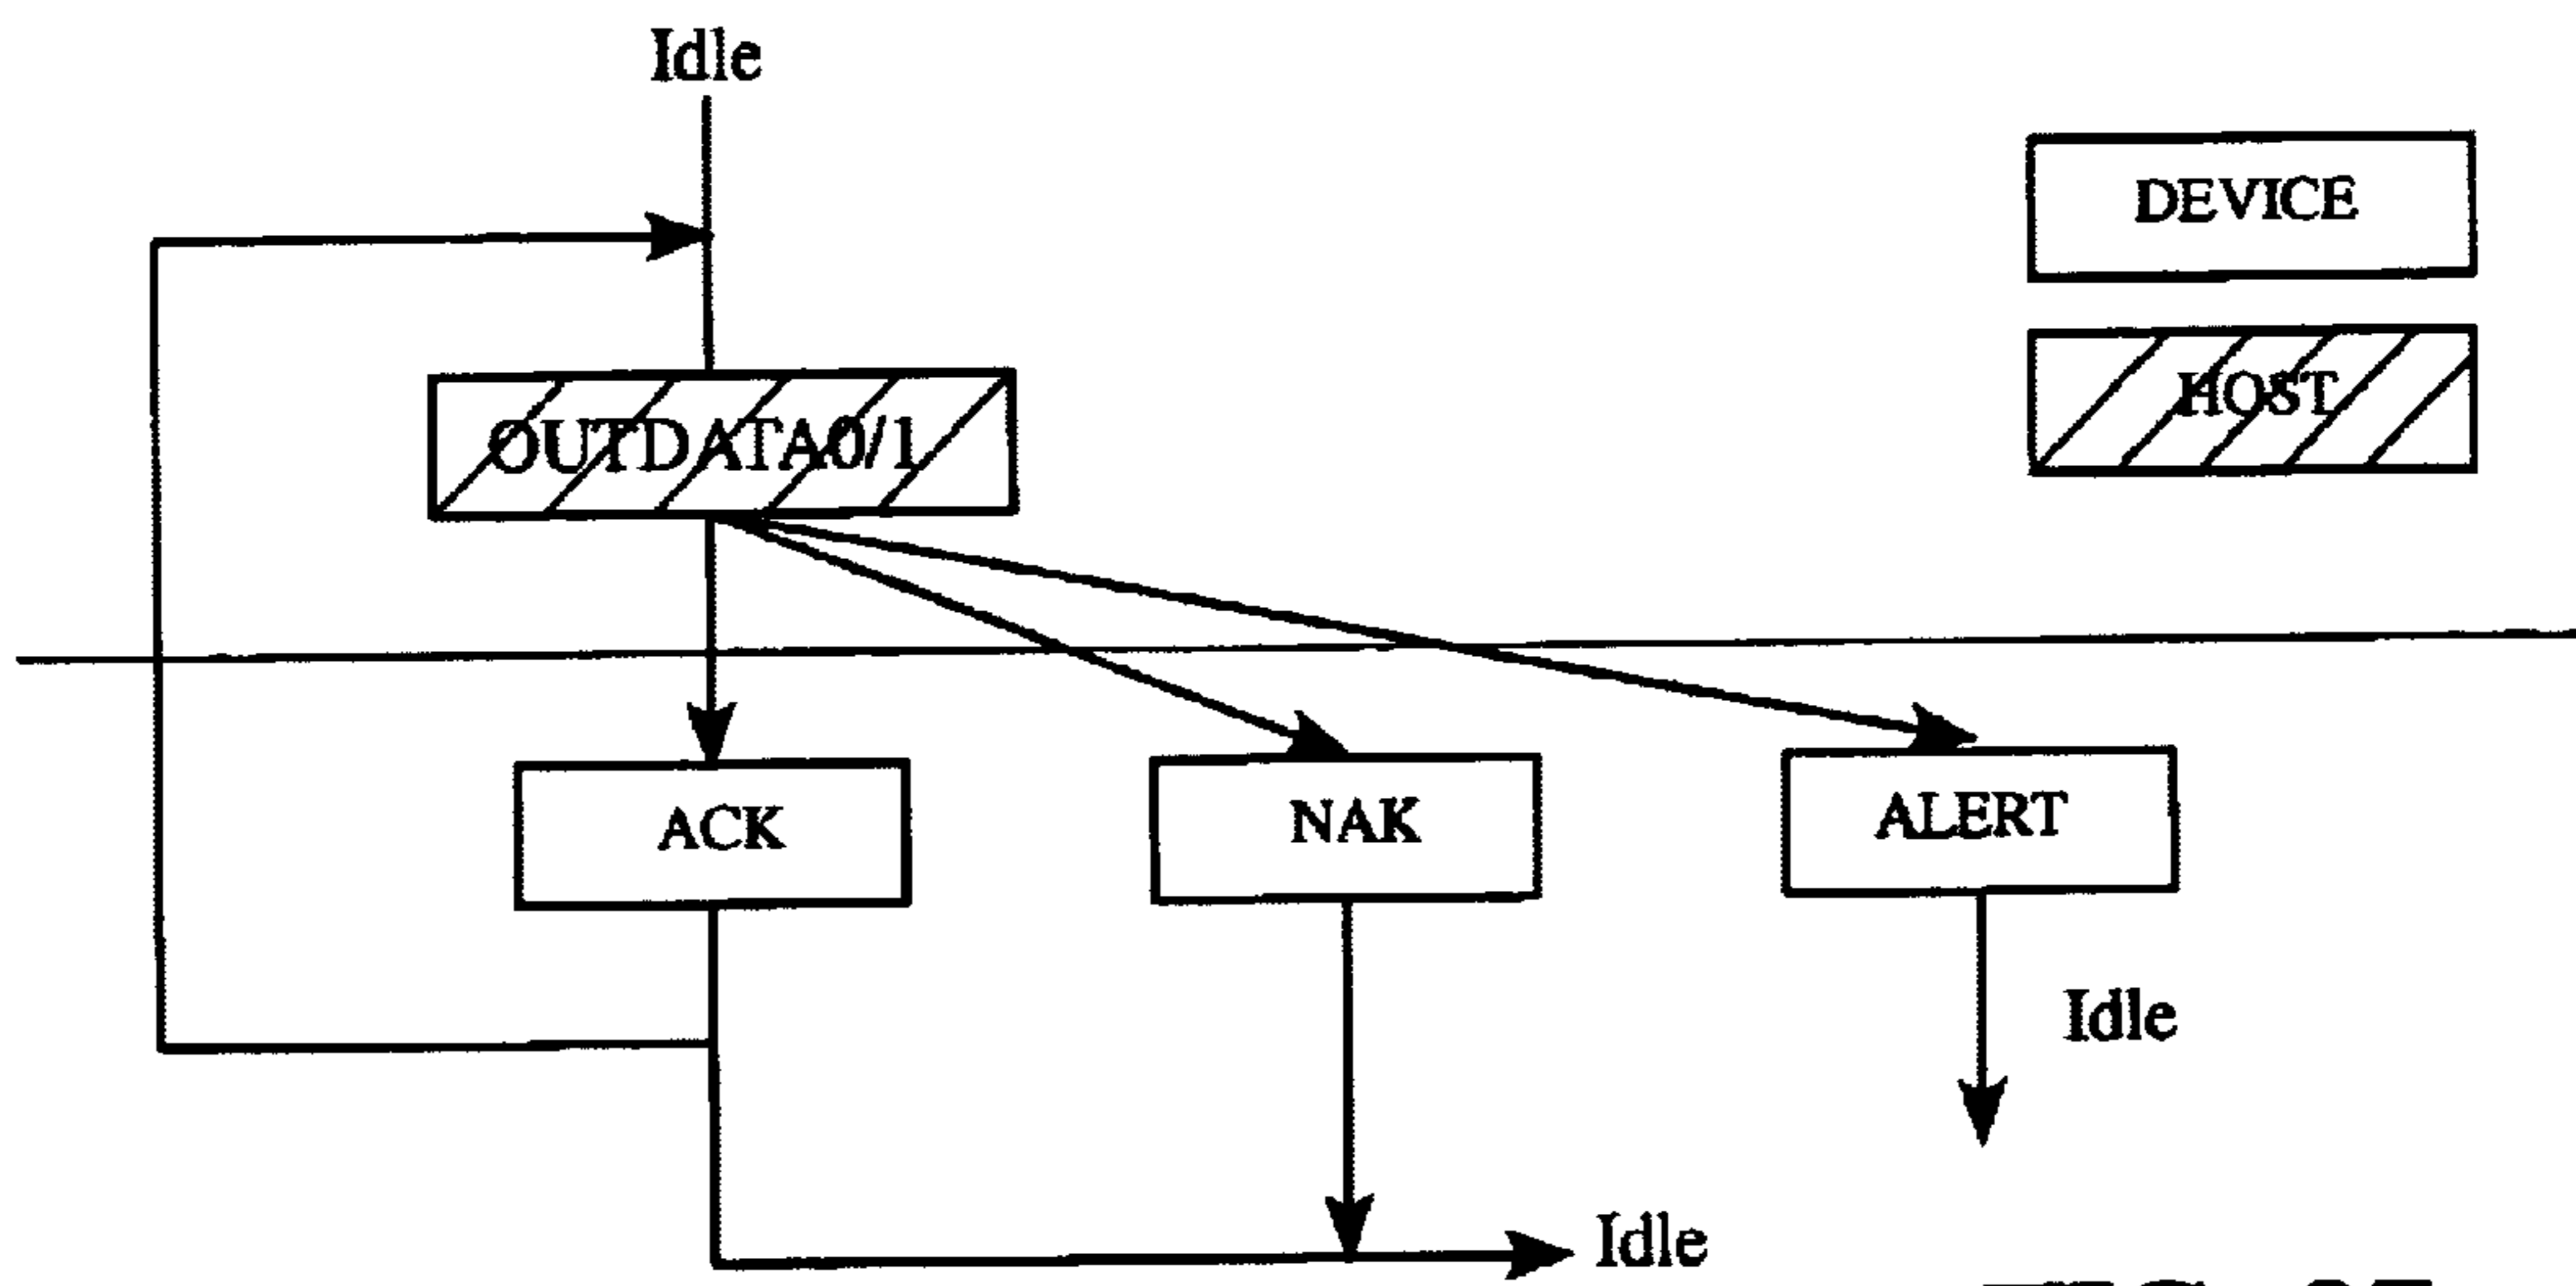 Idle
DEVICE
HOST
OUTDATA0/1
ACK
NAK
ALERT
Idle
Idle